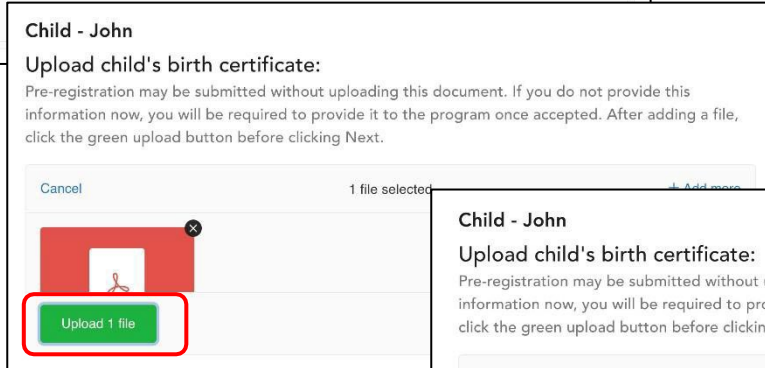 Child - John
Upload child's birth certificate:
Pre-registration may be submitted without uploading this document. If you do not provide this
information now, you will be required to provide it to the program once accepted. After adding a file,
click the green upload button before clicking Next.
Cancel
1 file selected
+ Add more
Upload 1 file
Child - John
Upload child's birth certificate:
Pre-registration may be submitted without
information now, you will be required to
click the green upload button before